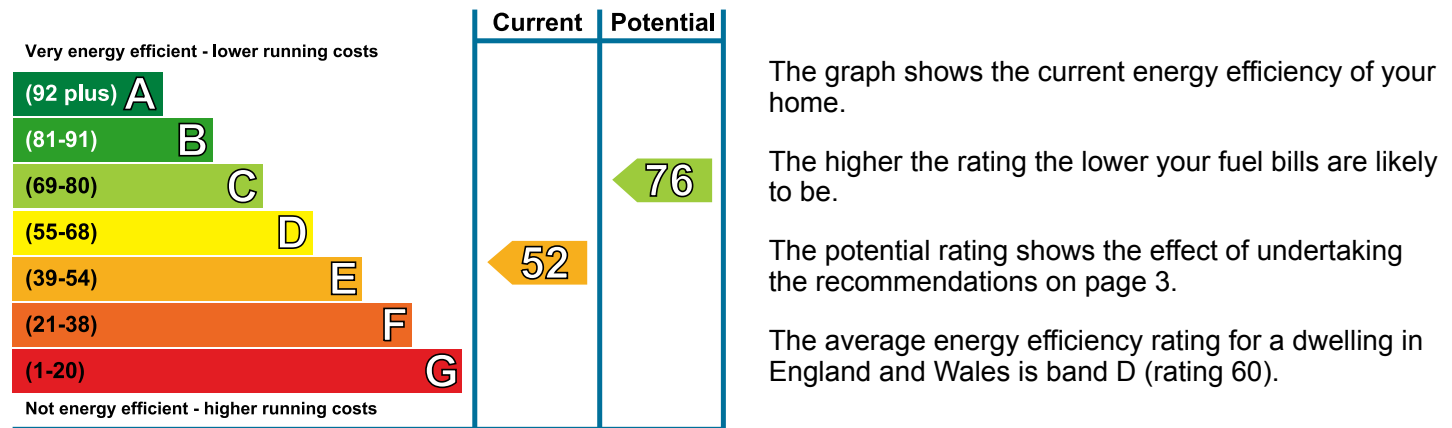 Current Potential
Very energy efficient - lower running costs
(92 plus) A
(81-91) B
(69-80) C
(55-68) D
(39-54) E
(21-38) F
(1-20) G
Not energy efficient - higher running costs
52
76
The graph shows the current energy efficiency of your
home.
The higher the rating the lower your fuel bills are likely
to be.
The potential rating shows the effect of undertaking
the recommendations on page 3.
The average energy efficiency rating for a dwelling in
England and Wales is band D (rating 60).